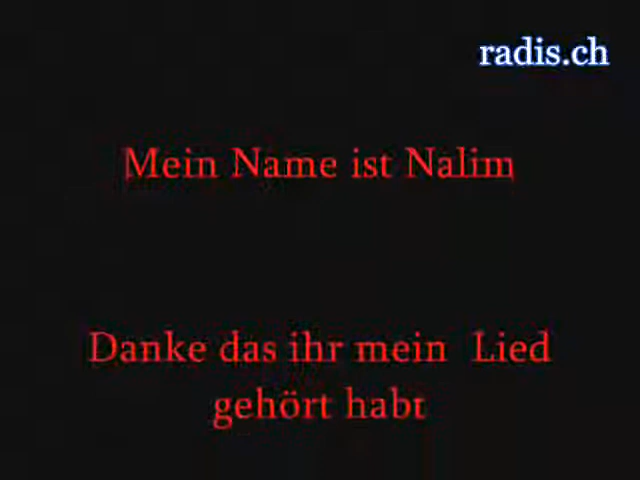 radis.ch
Mein Name ist Nalim
Danke das ihr mein Lied
gehört habt